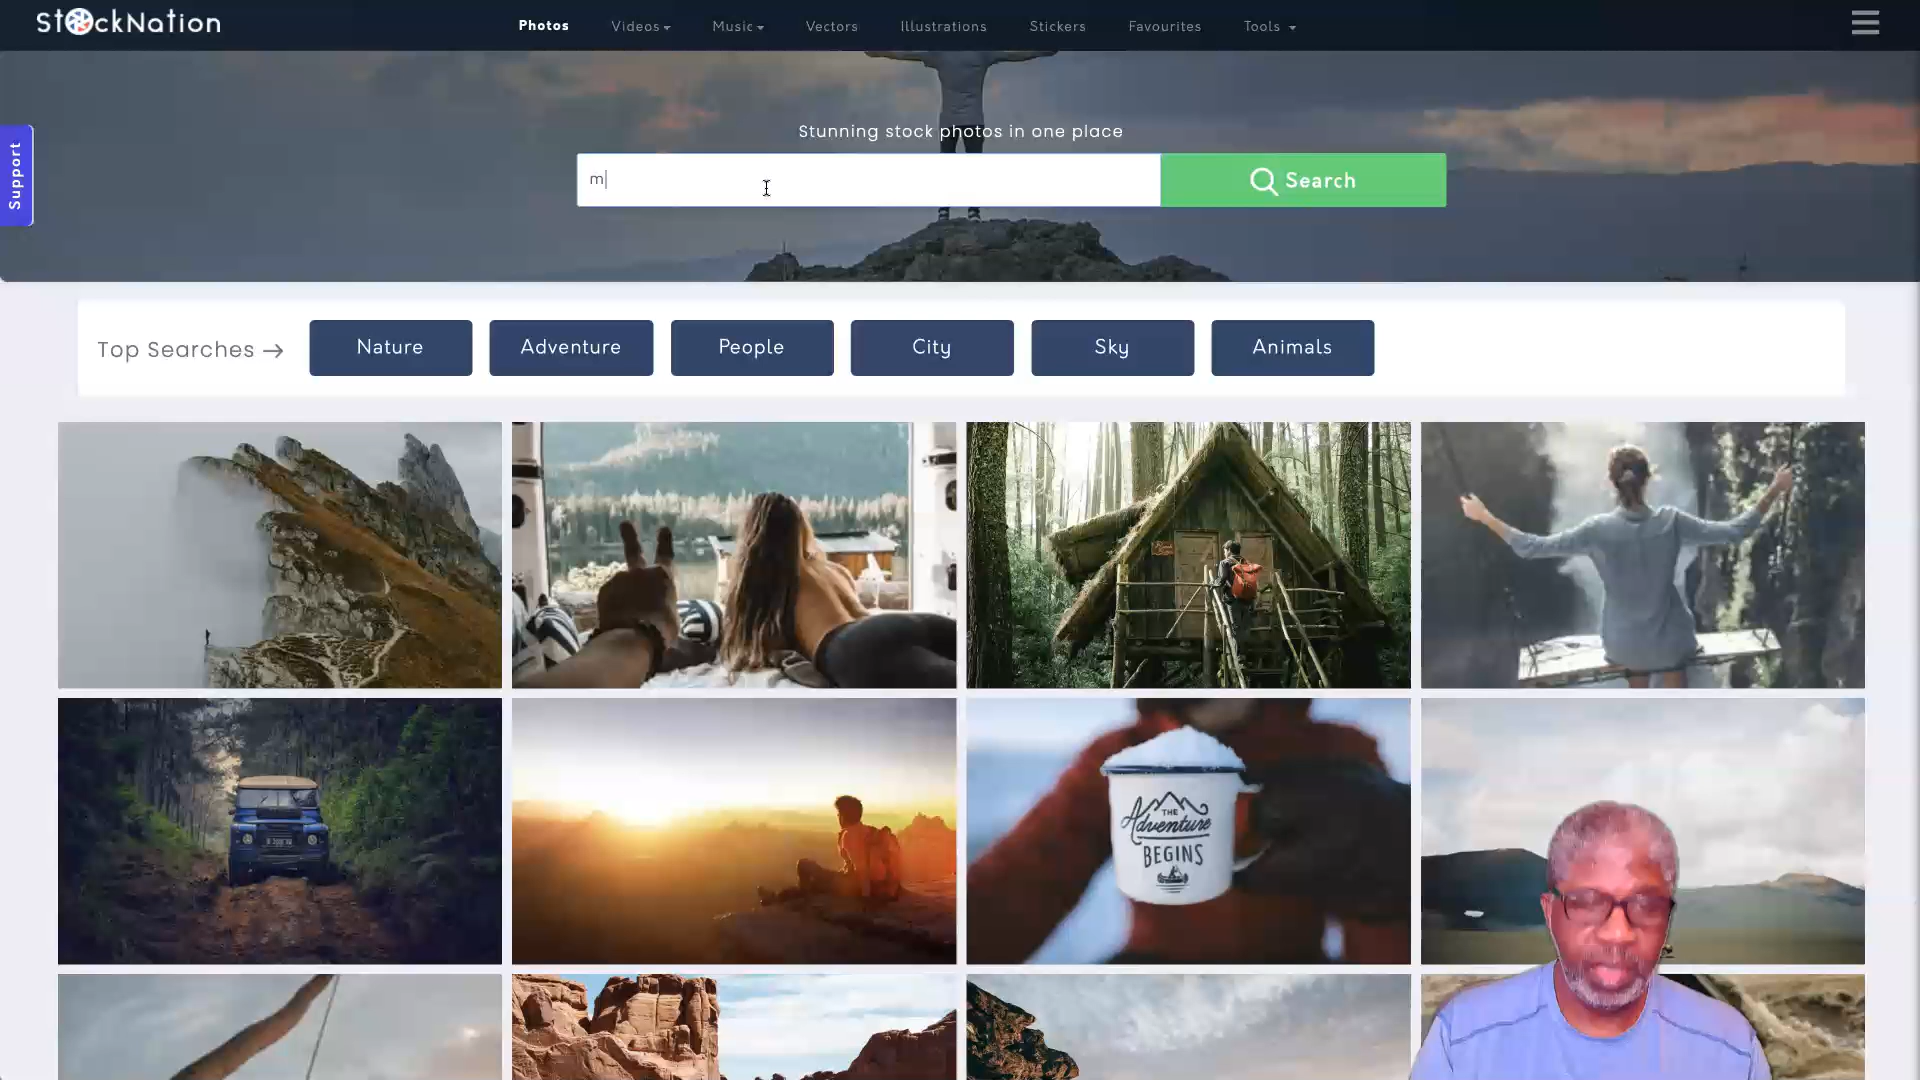 StockNation
Photos Videos Music Vectors Illustrations Stickers Favourites Tools
Support
Stunning stock photos in one place
m
Search
Top Searches → Nature Adventure People City Sky Animals
THE
Adventure
BEGINS